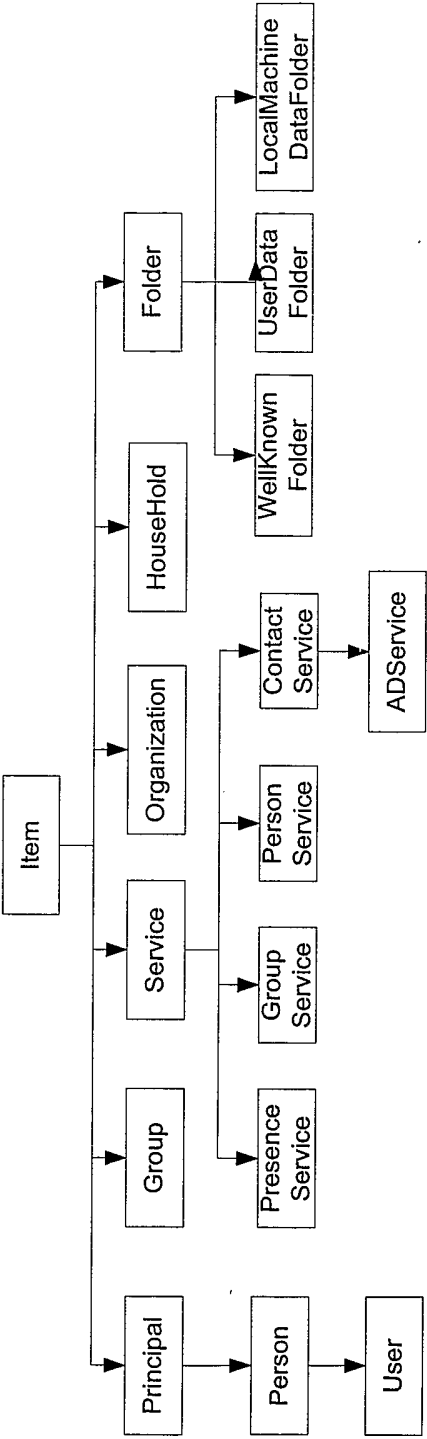 Item
Principal
Group
Service
Organization
HouseHold
Folder
Person
Presence
Service
Group
Service
Person
Service
Contact
Service
WellKnown
Folder
UserData
Folder
LocalMachine
DataFolder
User
ADService